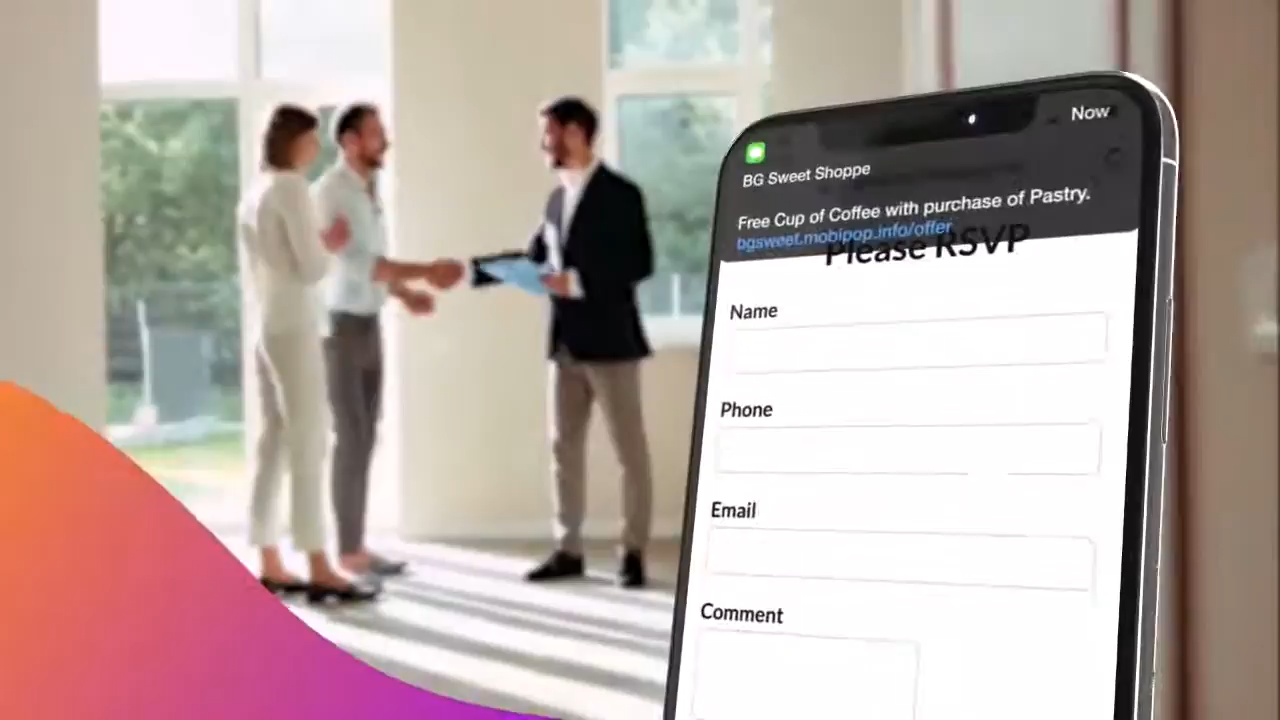 Now
BG Sweet Shoppe
Free Cup of Coffee with purchase of Pastry.
bgsweet.mobipop.info/offer
Please RSVP
Name
Phone
Email
Comment